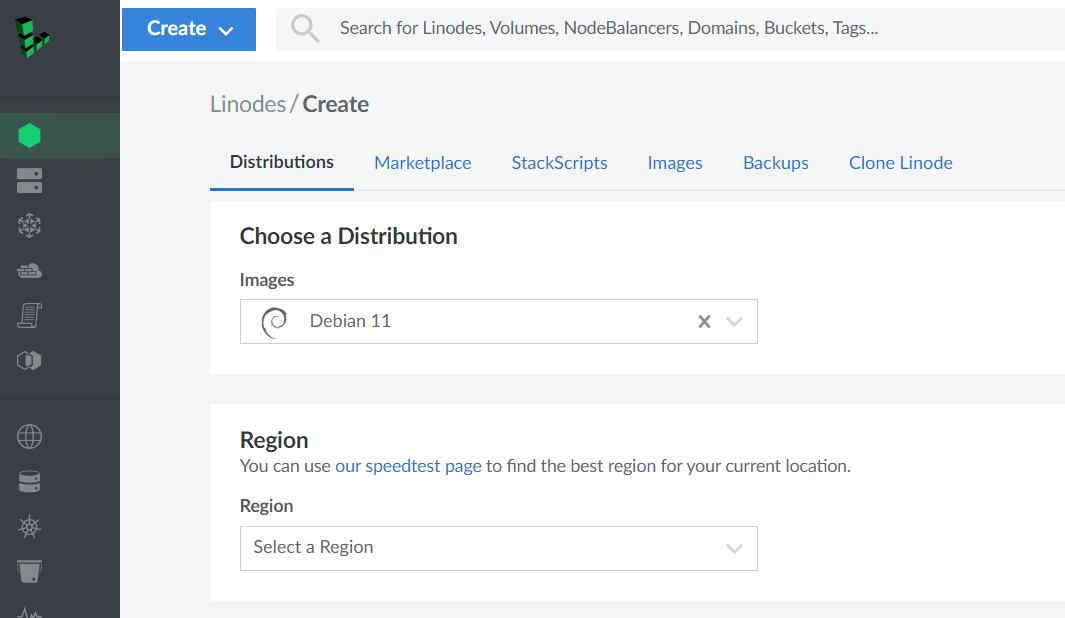 Create
Search for Linodes, Volumes, NodeBalancers, Domains, Buckets, Tags...
Linodes / Create
Distributions Marketplace StackScripts Images Backups Clone Linode
Choose a Distribution
Images
Debian 11
Region
You can use our speedtest page to find the best region for your current location.
Region
Select a Region